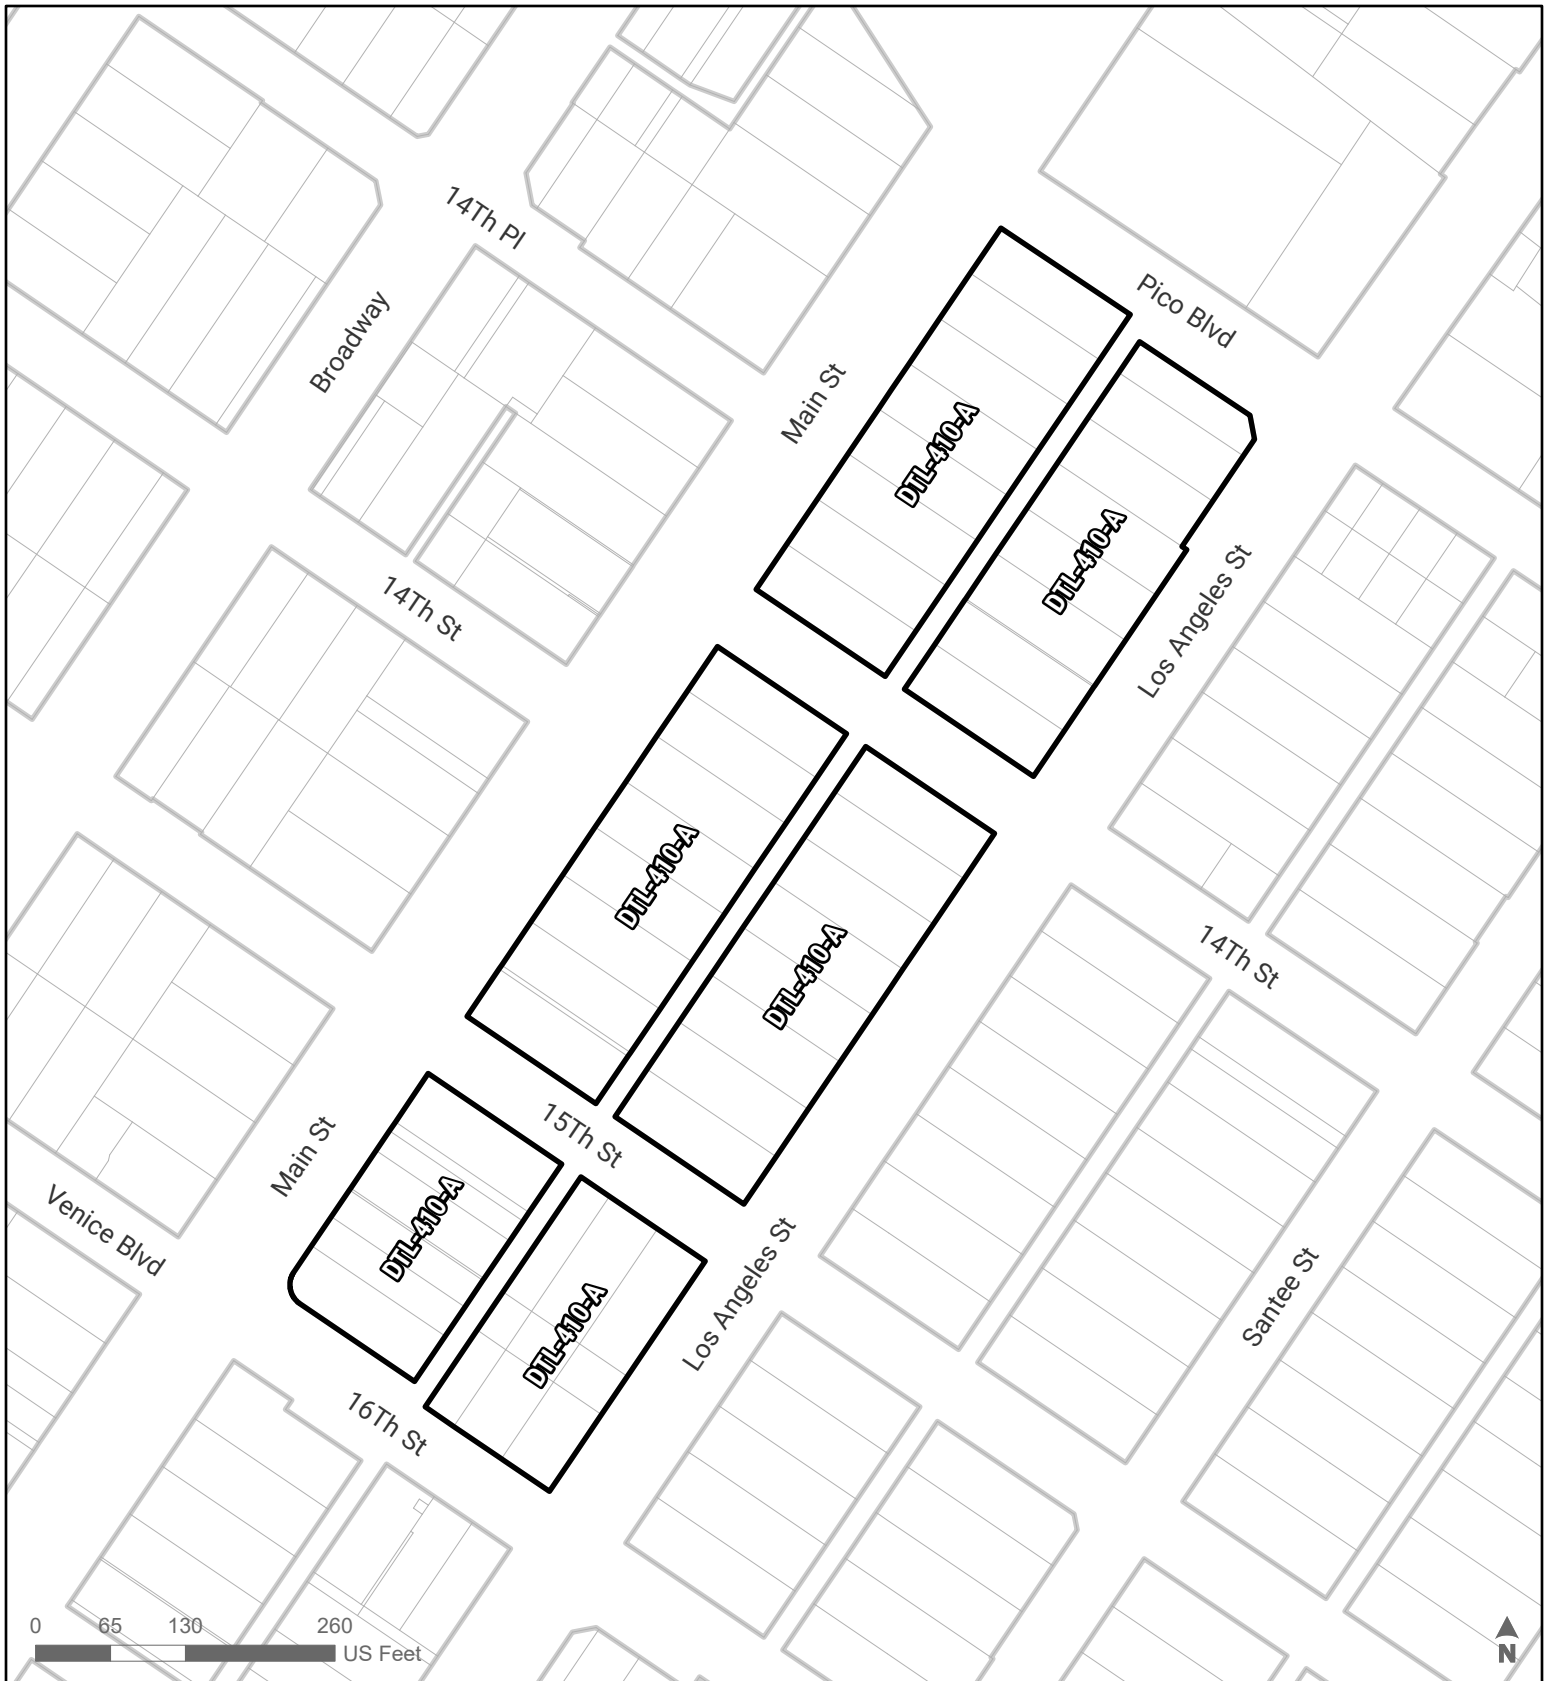 14Th Pl
Broadway
Pico Blvd
Main St
DTL-410-A
DTL-410-A
Los Angeles St
14Th St
DTL-410-A
DTL-410-A
14Th St
15Th St
Main St
DTL-410-A
Venice Blvd
DTL-410-A
Los Angeles St
Santee St
16Th St
0 65 130 260
US Feet
N